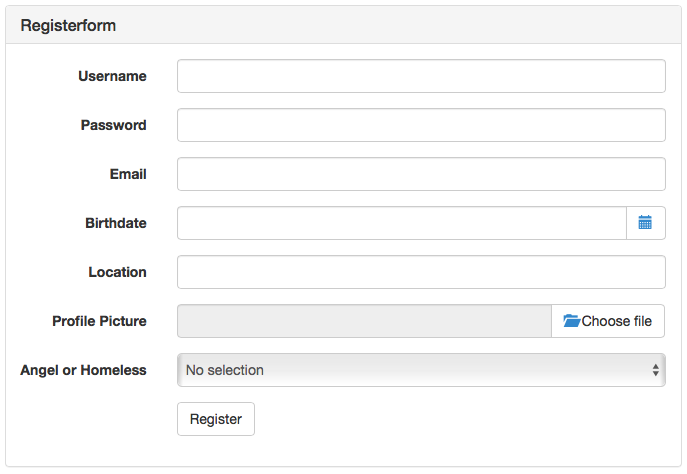 Registerform
Username
Password
Email
Birthdate
Location
Profile Picture Choose file
Angel or Homeless No selection
Register